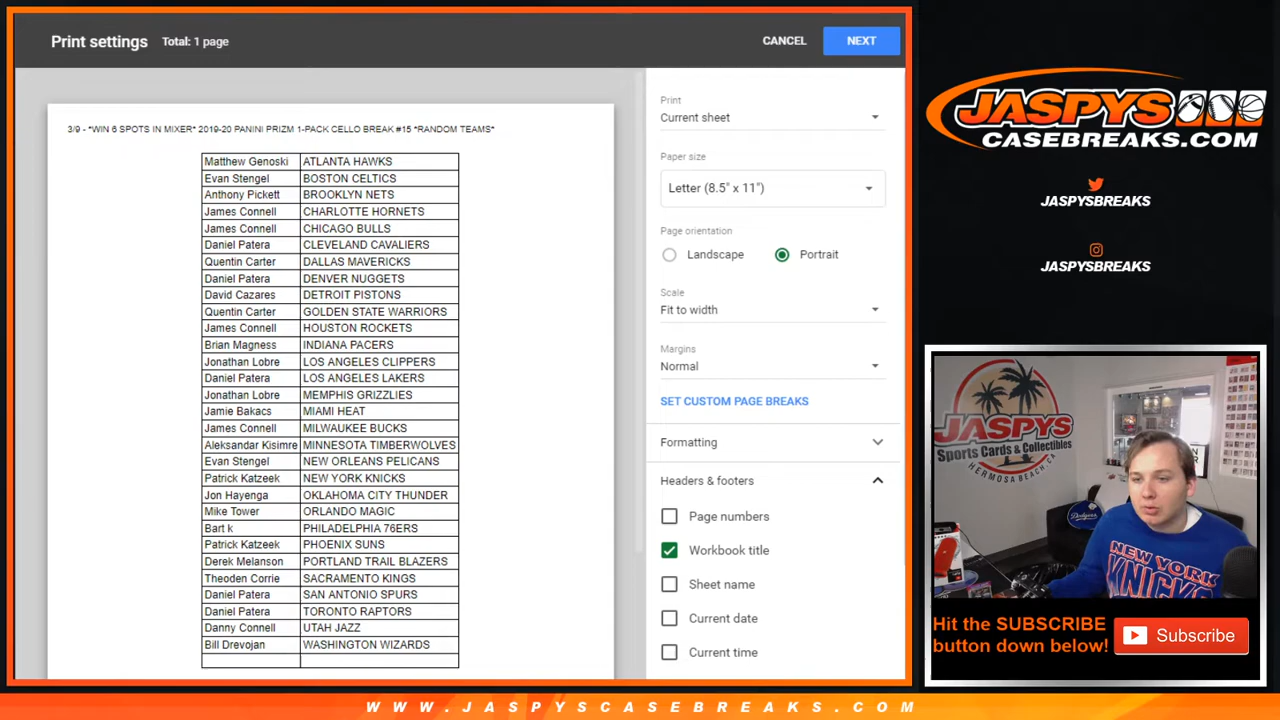 Print settings Total: 1 page
CANCEL NEXT
3/9 - *WIN 6 SPOTS IN MIXER* 2019-20 PANINI PRIZM 1-PACK CELLO BREAK #15 *RANDOM TEAMS*
Matthew Genoski ATLANTA HAWKS
Evan Stengel BOSTON CELTICS
Anthony Pickett BROOKLYN NETS
James Connell CHARLOTTE HORNETS
James Connell CHICAGO BULLS
Daniel Patera CLEVELAND CAVALIERS
Quentin Carter DALLAS MAVERICKS
Daniel Patera DENVER NUGGETS
David Cazares DETROIT PISTONS
Quentin Carter GOLDEN STATE WARRIORS
James Connell HOUSTON ROCKETS
Brian Magness INDIANA PACERS
Jonathan Lobre LOS ANGELES CLIPPERS
Daniel Patera LOS ANGELES LAKERS
Jonathan Lobre MEMPHIS GRIZZLIES
Jamie Bakacs MIAMI HEAT
James Connell MILWAUKEE BUCKS
Aleksandar Kisimre MINNESOTA TIMBERWOLVES
Evan Stengel NEW ORLEANS PELICANS
Patrick Katzeek NEW YORK KNICKS
Jon Hayenga OKLAHOMA CITY THUNDER
Mike Tower ORLANDO MAGIC
Bart k PHILADELPHIA 76ERS
Patrick Katzeek PHOENIX SUNS
Derek Melanson PORTLAND TRAIL BLAZERS
Theoden Corrie SACRAMENTO KINGS
Daniel Patera SAN ANTONIO SPURS
Daniel Patera TORONTO RAPTORS
Danny Connell UTAH JAZZ
Bill Drevojan WASHINGTON WIZARDS
Print
Current sheet
Paper size
Letter (8.5" x 11")
Page orientation
Landscape Portrait
Scale
Fit to width
Margins
Normal
SET CUSTOM PAGE BREAKS
Formatting
Headers & footers
Page numbers
Workbook title
Sheet name
Current date
Current time
JASPYS
CASEBREAKS.COM
JASPYSBREAKS
JASPYSBREAKS
JASPYS
Sports Cards & Collectibles
HERMOSA BEACH, CA
Dodgers
NEW YORK
KNICKS
Hit the SUBSCRIBE
button down below!
Subscribe
WWW.JASPYSCASEBREAKS.COM